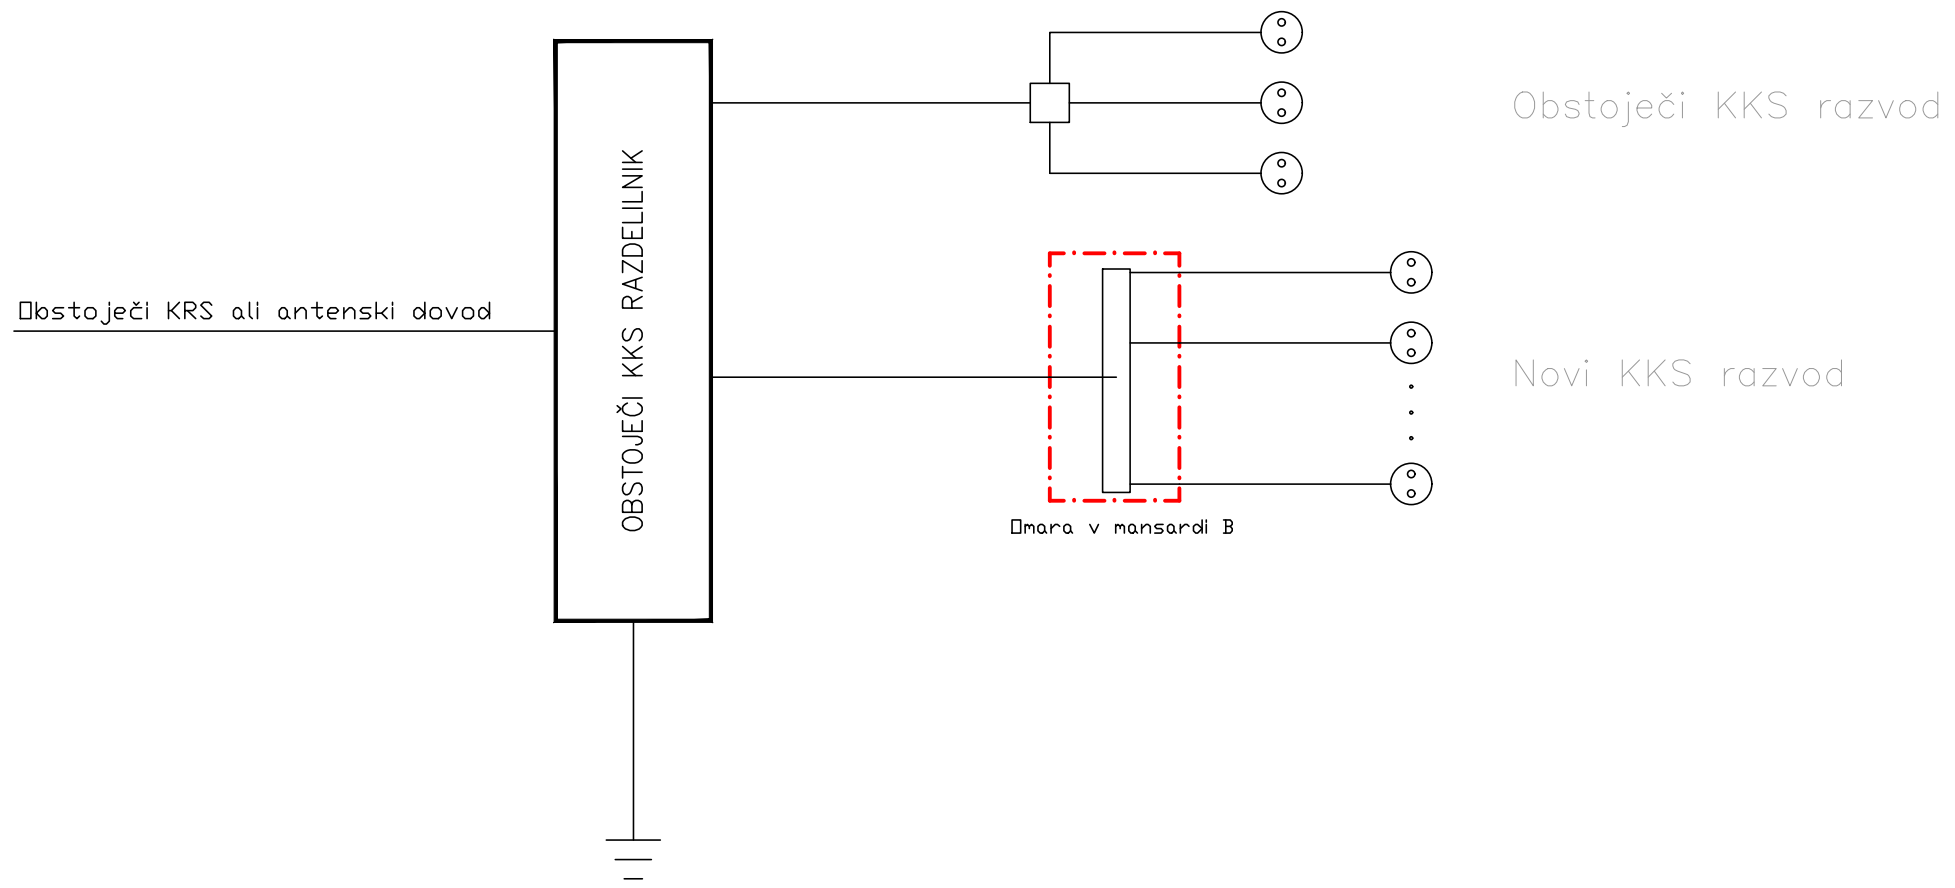 Obstoječi KKS razvod
OBSTOJEČI KKS RAZDELILNIK
Obstoječi KRS ali antenski dovod
Novi KKS razvod
Omara v mansardi B